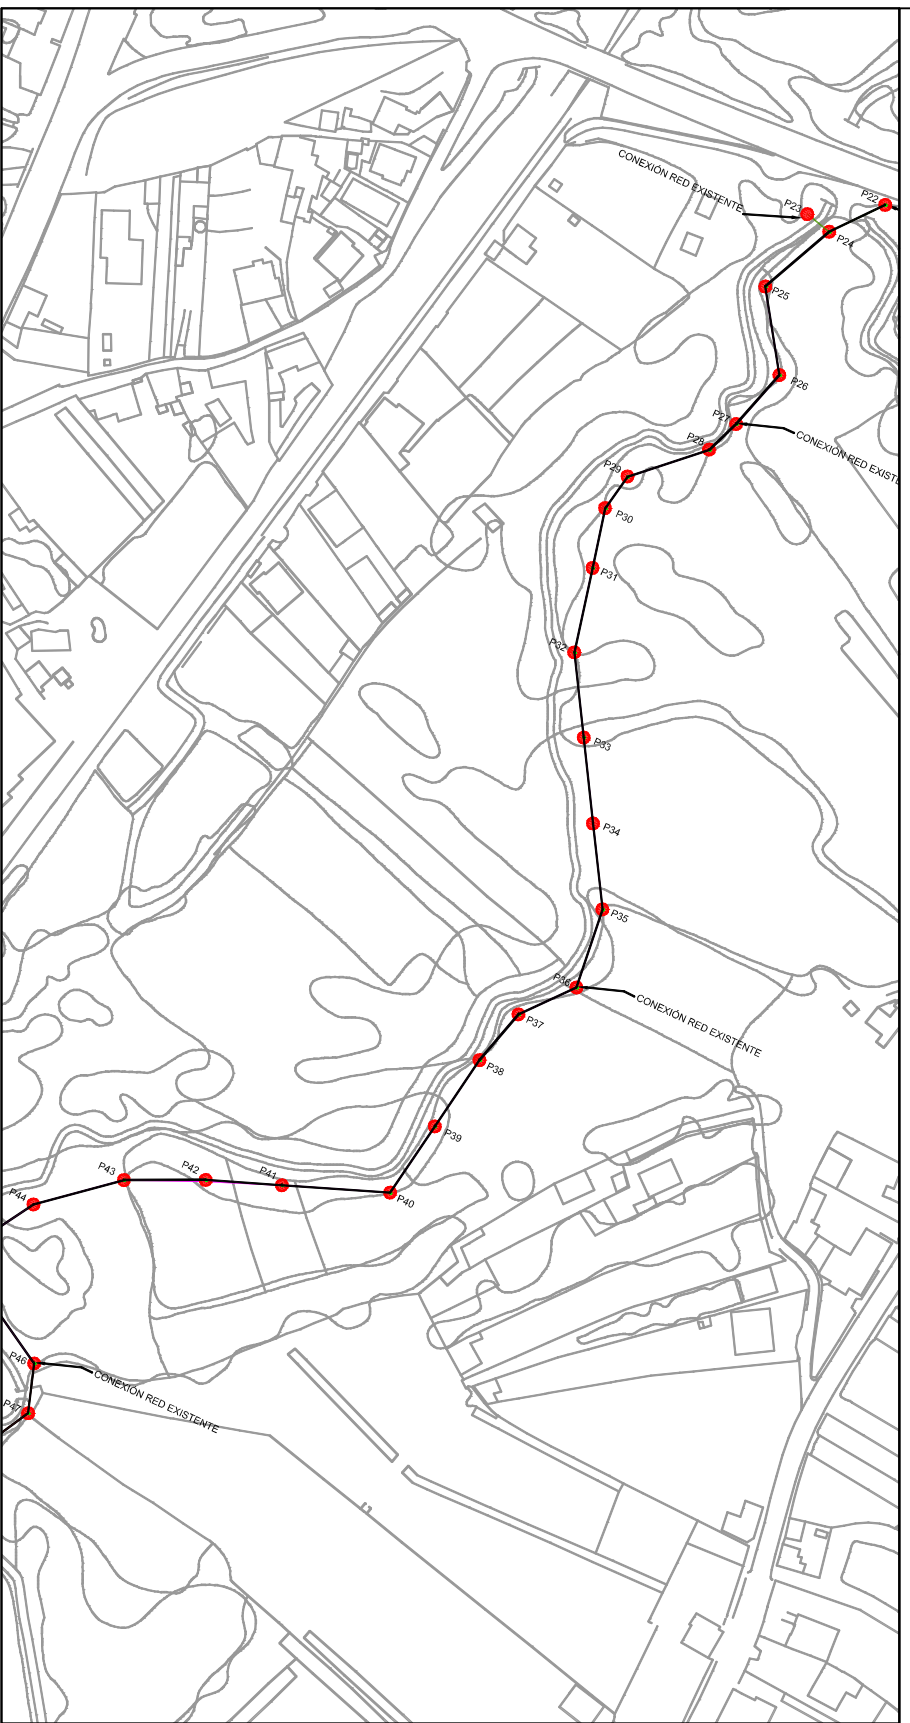 CONEXIÓN RED EXISTENTE
P22
P23
P24
P25
P26
P27
CONEXIÓN RED EXISTE
P28
P29
P30
P31
P32
P33
P34
P35
P36
CONEXIÓN RED EXISTENTE
P37
P38
P39
P40
P41
P42
P43
P44
P46
CONEXIÓN RED EXISTENTE
P47